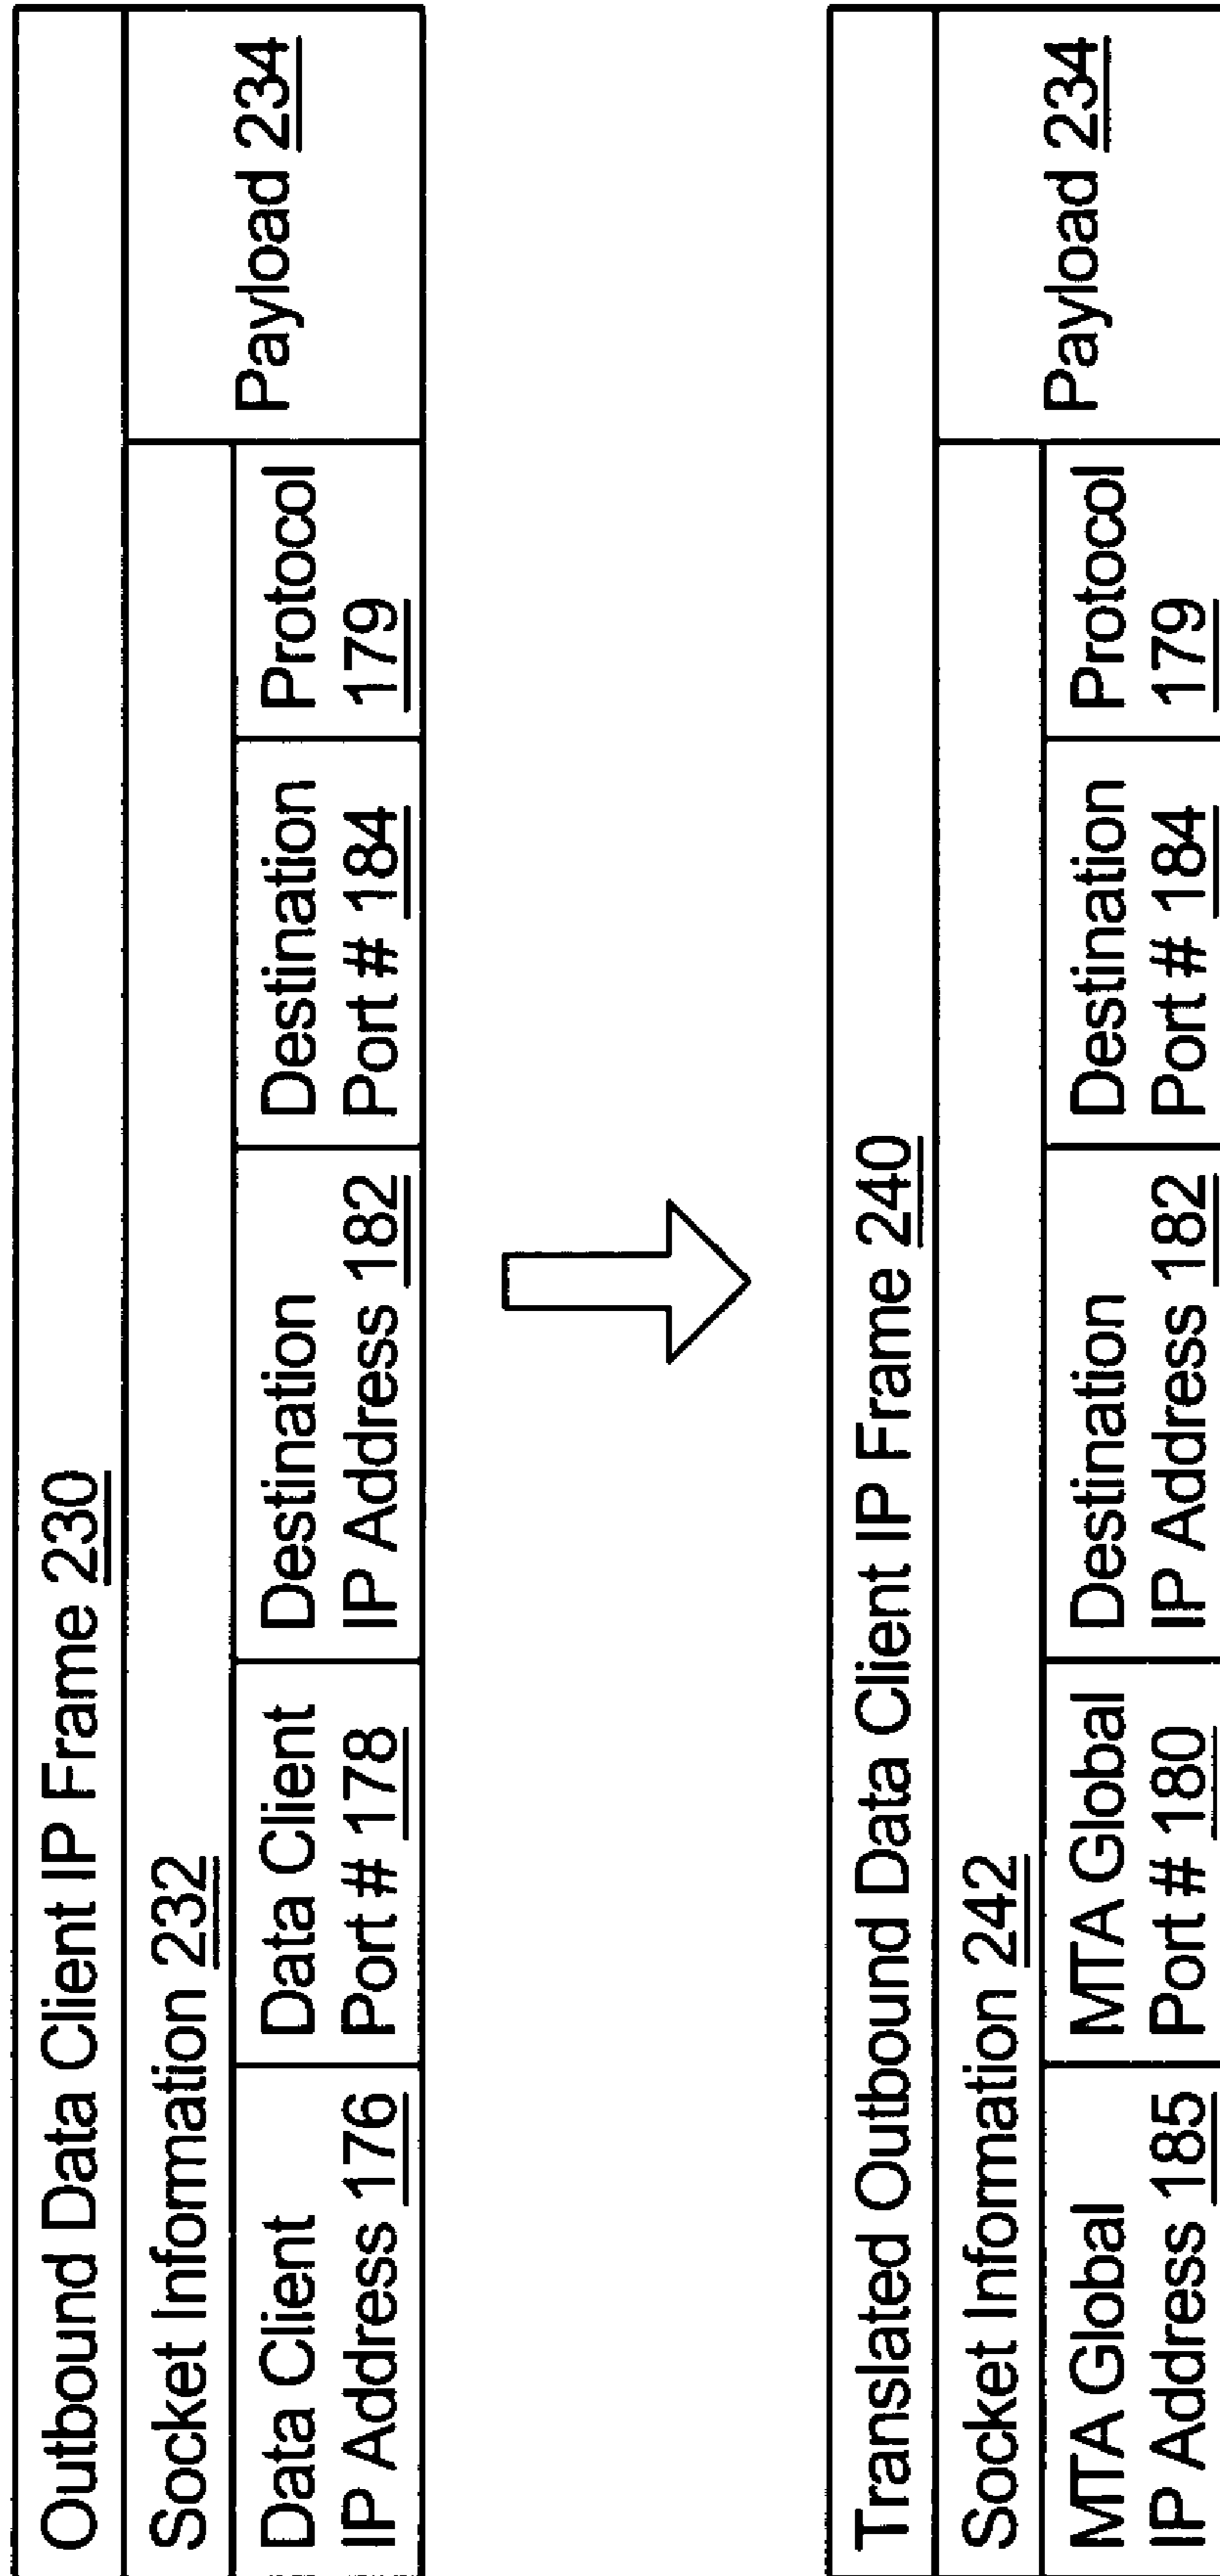 Outbound Data Client IP Frame 230
Socket Information 232
Data Client
IP Address 176
Data Client
Port # 178
Destination
IP Address 182
Destination
Port # 184
Protocol
179
Payload 234
Translated Outbound Data Client IP Frame 240
Socket Information 242
MTA Global
IP Address 185
MTA Global
Port # 180
Destination
IP Address 182
Destination
Port # 184
Protocol
179
Payload 234